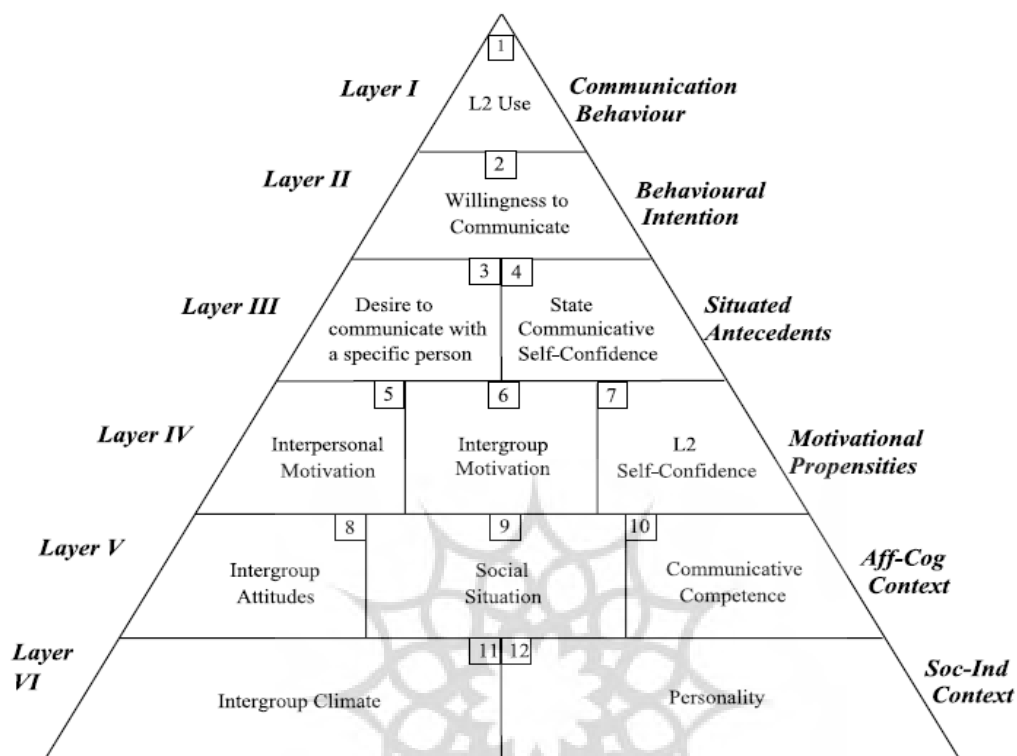 1
Layer I
L2 Use
Communication
Behaviour
2
Layer II
Willingness to
Communicate
Behavioural
Intention
3
4
Layer III
Desire to
communicate with
a specific person
State
Communicative
Self-Confidence
Situated
Antecedents
5
6
7
Layer IV
Interpersonal
Motivation
Intergroup
Motivation
L2
Self-Confidence
Motivational
Propensities
8
9
10
Layer V
Intergroup
Attitudes
Social
Situation
Communicative
Competence
Aff-Cog
Context
11
12
Layer
VI
Intergroup Climate
Personality
Soc-Ind
Context